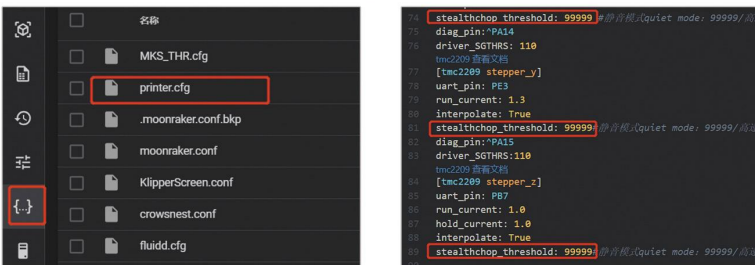 名称
MKS_THR.cfg
printer.cfg
.moonraker.conf.bkp
moonraker.conf
KlipperScreen.conf
crowsnest.conf
fluidd.cfg
{...}
74 stealthchop_threshold: 99999 #静音模式quiet mode: 99999/高
75 diag_pin:^PA14
76 driver_SGTHRS: 110
tmc2209 查看文档
77 [tmc2209 stepper_y]
78 uart_pin: PE3
79 run_current: 1.3
80 interpolate: True
81 stealthchop_threshold: 99999#静音模式quiet mode: 99999/高
82 diag_pin:^PA15
83 driver_SGTHRS:110
tmc2209 查看文档
84 [tmc2209 stepper_z]
85 uart_pin: PB7
86 run_current: 1.0
87 hold_current: 1.0
88 interpolate: True
89 stealthchop_threshold: 99999#静音模式quiet mode: 99999/高